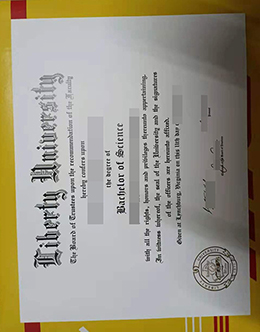 Liberty University
The Board of Trustees upon the recommendation of the Faculty
hereby confers upon
the degree of
Bachelor of Science
with all the rights, honors and privileges thereunto appertaining.
In witness whereof, the seal of the University and the signatures
of the officers are hereunto affixed.
Given at Lynchburg, Virginia on this 11th day